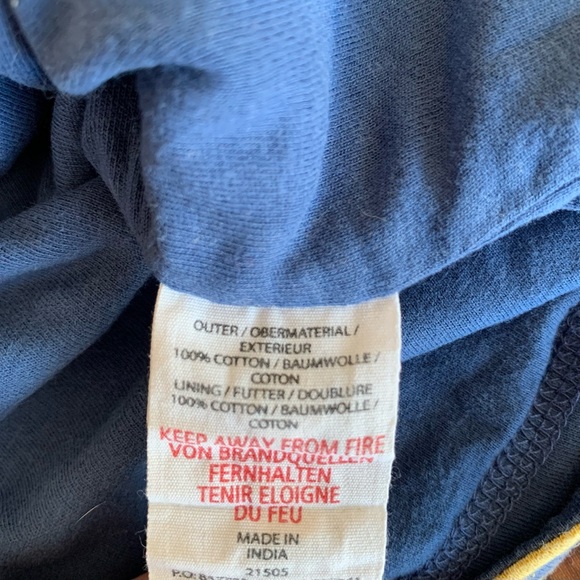 OUTER / OBERMATERIAL /
EXTERIEUR
100% COTTON / BAUMWOLLE /
COTON
LINING / FUTTER / DOUBLURE
100% COTTON / BAUMWOLLE /
COTON
KEEP AWAY FROM FIRE
VON BRANDQUELLEN
FERNHALTEN
TENIR ELOIGNE
DU FEU
MADE IN
INDIA
21505
P.O.